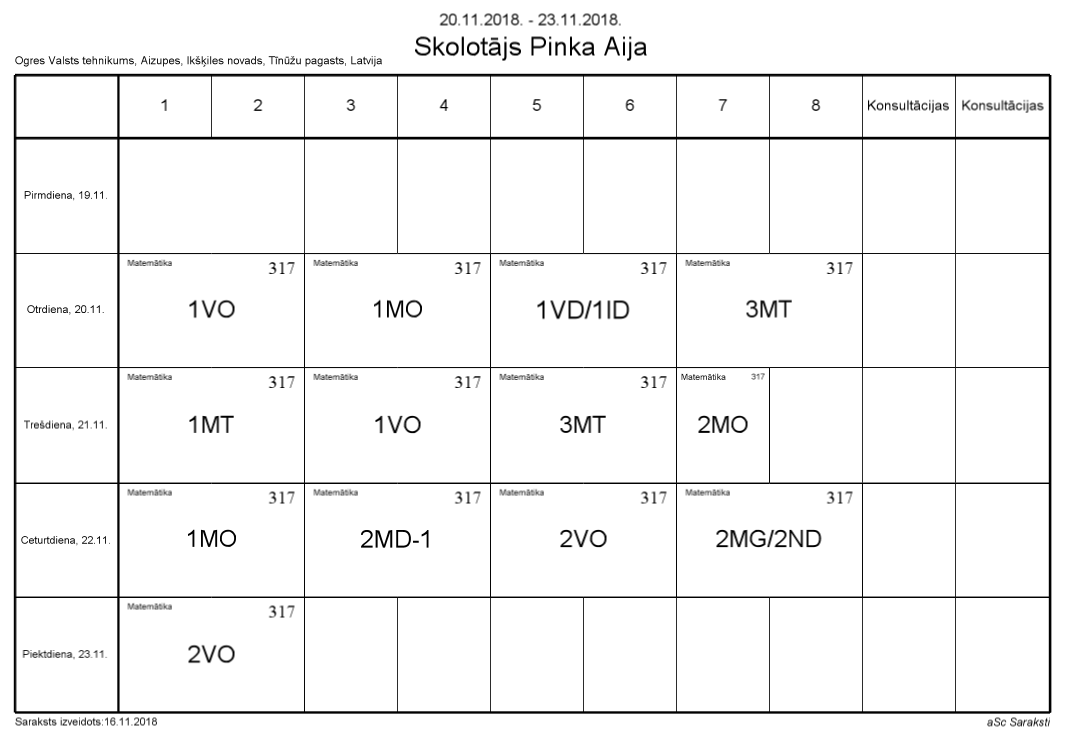 20.11.2018. - 23.11.2018.
Skolotājs Pinka Aija
Ogres Valsts tehnikums, Aizupes, Ikšķiles novads, Tīnūžu pagasts, Latvija
1 2 3 4 5 6 7 8 Konsultācijas Konsultācijas
Pirmdiena, 19.11.
Matemātika 317 Matemātika 317 Matemātika 317 Matemātika 317
Otrdiena, 20.11. 1VO 1MO 1VD/1ID 3MT
Matemātika 317 Matemātika 317 Matemātika 317 Matemātika 317
Trešdiena, 21.11. 1MT 1VO 3MT 2MO
Matemātika 317 Matemātika 317 Matemātika 317 Matemātika 317
Ceturtdiena, 22.11. 1MO 2MD-1 2VO 2MG/2ND
Matemātika 317
Piektdiena, 23.11. 2VO
Saraksts izveidots:16.11.2018 aSc Saraksti